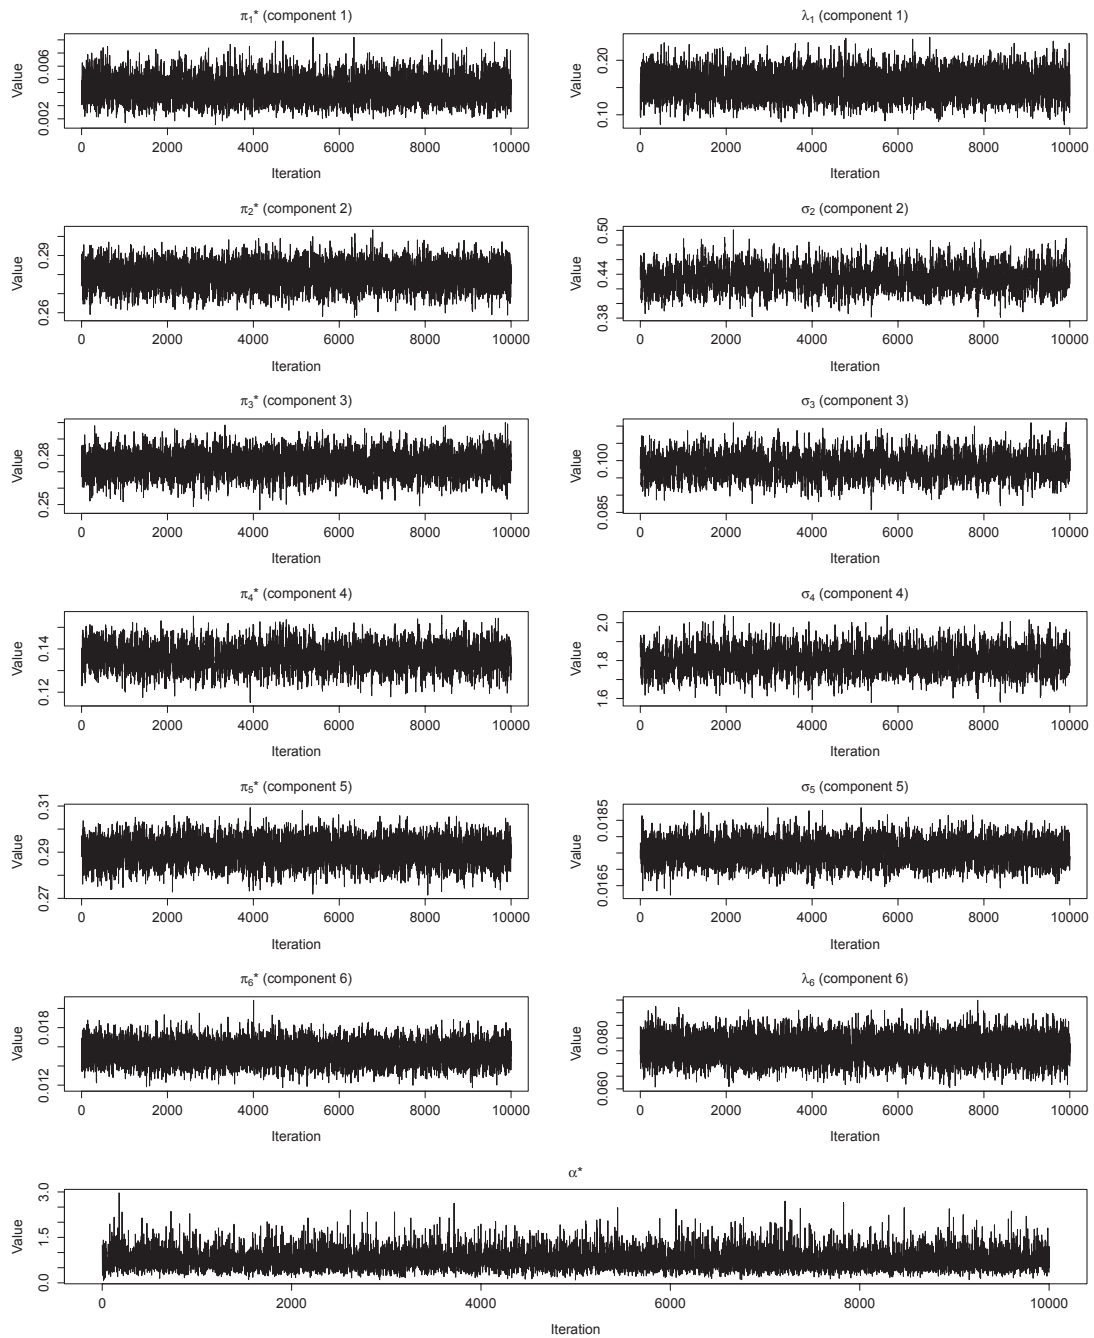 π1* (component 1)
Value
0.002 0.006
0 2000 4000 6000 8000 10000
Iteration
λ1 (component 1)
Value
0.10 0.20
0 2000 4000 6000 8000 10000
Iteration
π2* (component 2)
Value
0.26 0.29
0 2000 4000 6000 8000 10000
Iteration
σ2 (component 2)
Value
0.38 0.44 0.50
0 2000 4000 6000 8000 10000
Iteration
π3* (component 3)
Value
0.25 0.28
0 2000 4000 6000 8000 10000
Iteration
σ3 (component 3)
Value
0.085 0.100
0 2000 4000 6000 8000 10000
Iteration
π4* (component 4)
Value
0.12 0.14
0 2000 4000 6000 8000 10000
Iteration
σ4 (component 4)
Value
1.6 1.8 2.0
0 2000 4000 6000 8000 10000
Iteration
π5* (component 5)
Value
0.27 0.29 0.31
0 2000 4000 6000 8000 10000
Iteration
σ5 (component 5)
Value
0.0165 0.0185
0 2000 4000 6000 8000 10000
Iteration
π6* (component 6)
Value
0.012 0.018
0 2000 4000 6000 8000 10000
Iteration
λ6 (component 6)
Value
0.060 0.080
0 2000 4000 6000 8000 10000
Iteration
α*
Value
0.0 1.5 3.0
0 2000 4000 6000 8000 10000
Iteration